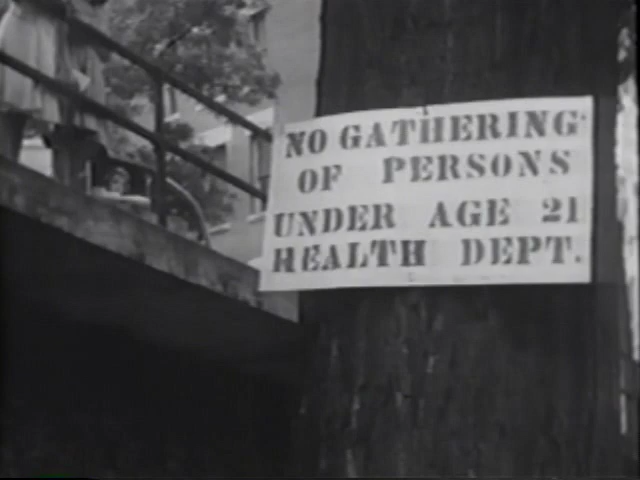 NO GATHERING
OF PERSONS
UNDER AGE 21
HEALTH DEPT.